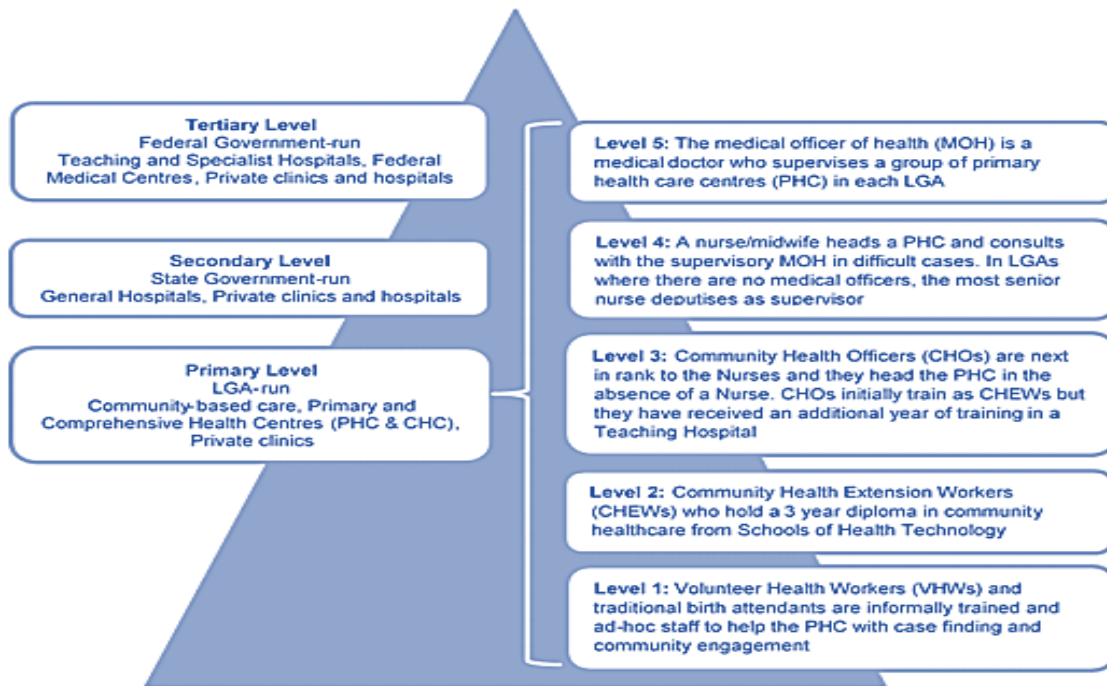 Tertiary Level
Federal Government-run
Teaching and Specialist Hospitals, Federal
Medical Centres, Private clinics and hospitals
Secondary Level
State Government-run
General Hospitals, Private clinics and hospitals
Primary Level
LGA-run
Community-based care, Primary and
Comprehensive Health Centres (PHC & CHC),
Private clinics
Level 5: The medical officer of health (MOH) is a
medical doctor who supervises a group of primary
health care centres (PHC) in each LGA
Level 4: A nurse/midwife heads a PHC and consults
with the supervisory MOH in difficult cases. In LGAs
where there are no medical officers, the most senior
nurse deputises as supervisor
Level 3: Community Health Officers (CHOs) are next
in rank to the Nurses and they head the PHC in the
absence of a Nurse. CHOs initially train as CHEWs but
they have received an additional year of training in a
Teaching Hospital
Level 2: Community Health Extension Workers
(CHEWs) who hold a 3 year diploma in community
healthcare from Schools of Health Technology
Level 1: Volunteer Health Workers (VHWs) and
traditional birth attendants are informally trained and
ad-hoc staff to help the PHC with case finding and
community engagement